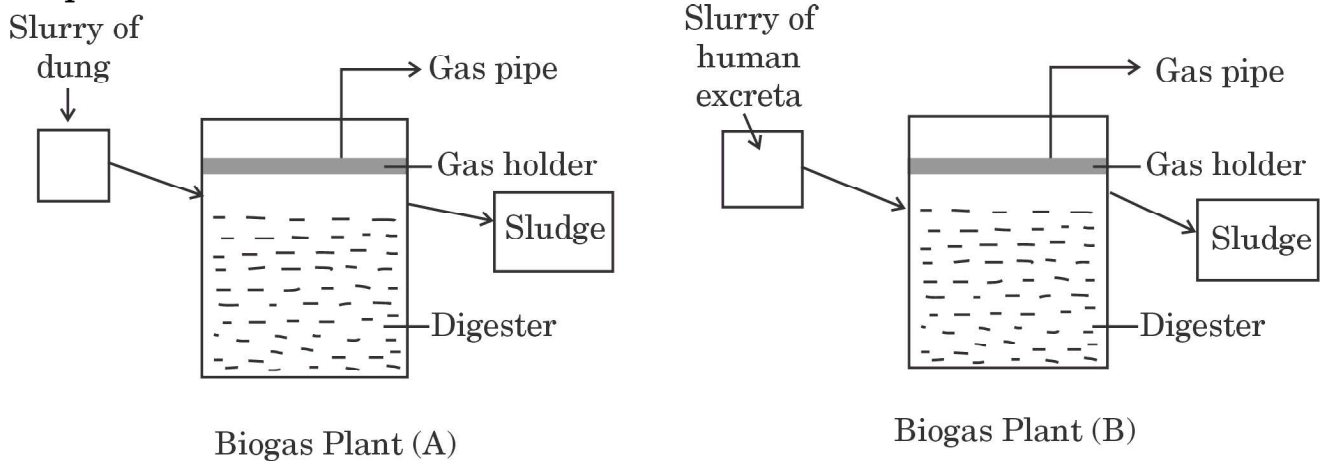 Slurry of
dung
Gas pipe
Gas holder
Sludge
Digester
Biogas Plant (A)
Slurry of
human
excreta
Gas pipe
Gas holder
Sludge
Digester
Biogas Plant (B)